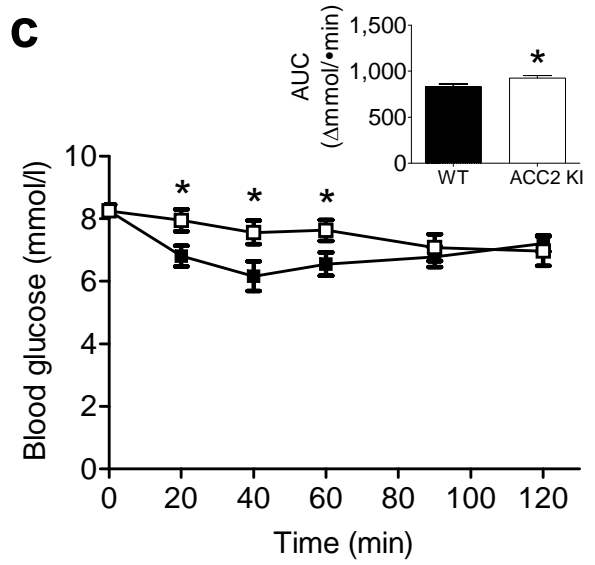 c
AUC
(Δmmol/•min)
1,500
1,000
500
0
*
WT
ACC2 KI
Blood glucose (mmol/l)
10
8
6
4
2
0
* * *
0 20 40 60 80 100 120
Time (min)